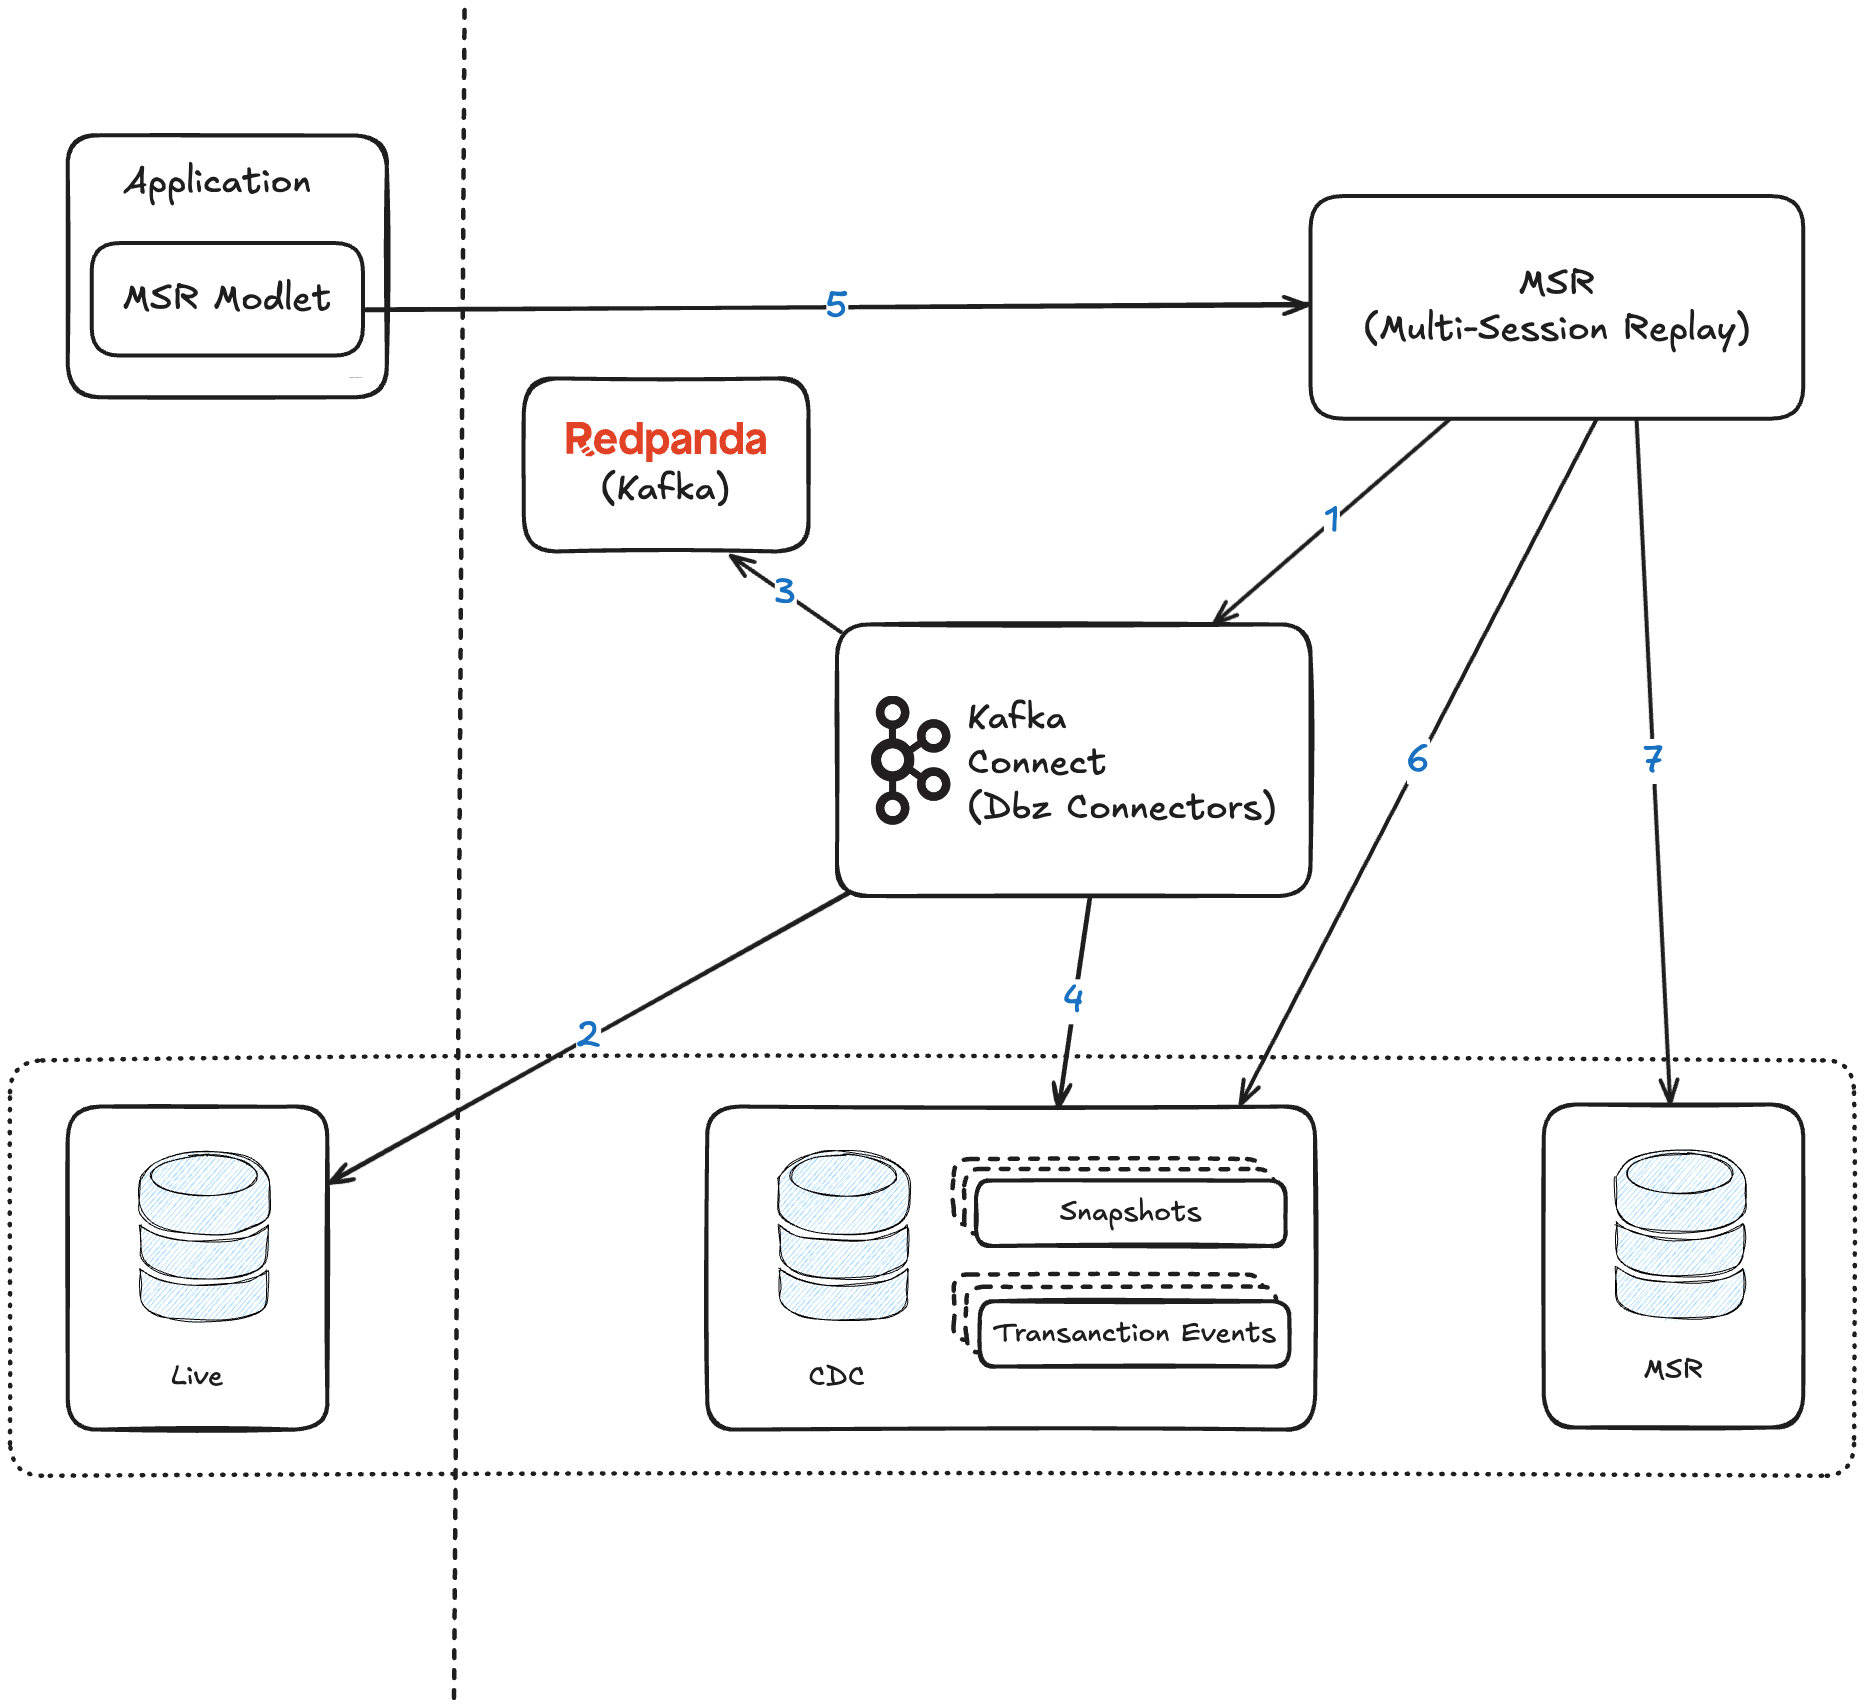 Application
MSR Modlet
5
MSR
(Multi-Session Replay)
Redpanda
(Kafka)
1
3
Kafka
Connect
(Dbz Connectors)
6
7
4
2
Snapshots
Transanction Events
Live
CDC
MSR